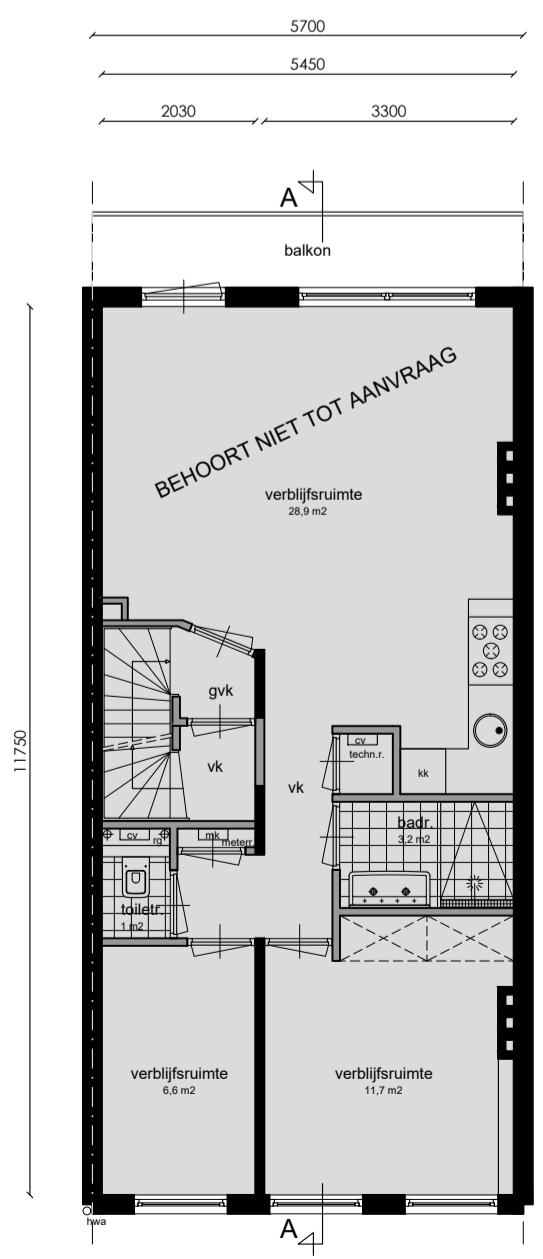 5700
5450
2030
3300
A
balkon
BEHOORT NIET TOT AANVRAAG
verblijfsruimte
28,9 m2
11750
gvk
vk
vk
cv
techn.r.
kk
badr.
3,2 m2
cv
rg
mk
meterr.
toiletr.
1 m2
verblijfsruimte
6,6 m2
verblijfsruimte
11,7 m2
hwa
A